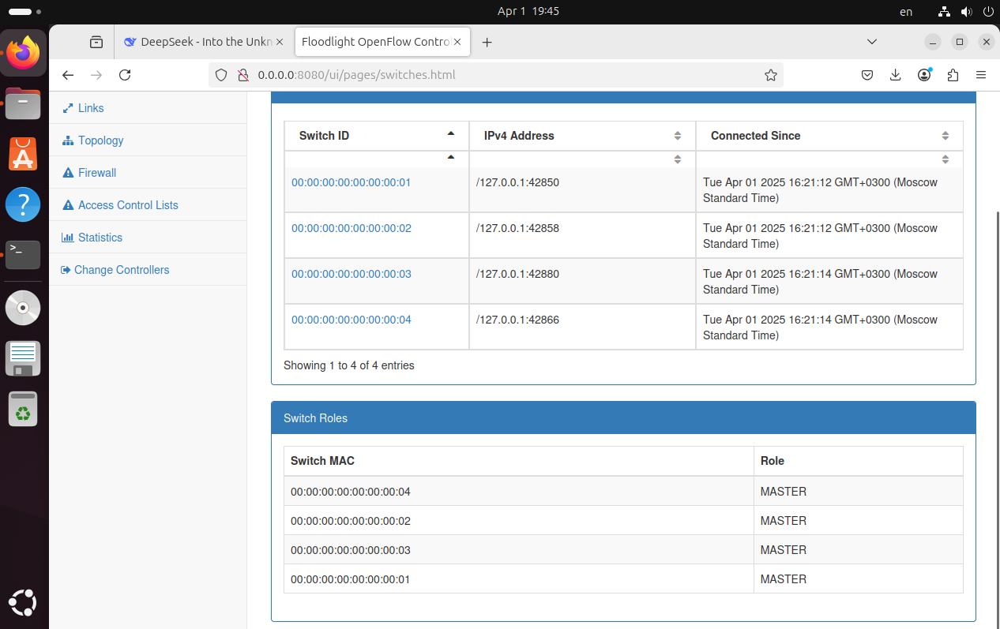 Apr 1 19:45
en
DeepSeek - Into the Unkn
Floodlight OpenFlow Contro
0.0.0.0:8080/ui/pages/switches.html
Links
Topology
Firewall
Access Control Lists
Statistics
Change Controllers
Switch ID IPv4 Address Connected Since
00:00:00:00:00:00:00:01 /127.0.0.1:42850 Tue Apr 01 2025 16:21:12 GMT+0300 (Moscow
Standard Time)
00:00:00:00:00:00:00:02 /127.0.0.1:42858 Tue Apr 01 2025 16:21:12 GMT+0300 (Moscow
Standard Time)
00:00:00:00:00:00:00:03 /127.0.0.1:42880 Tue Apr 01 2025 16:21:14 GMT+0300 (Moscow
Standard Time)
00:00:00:00:00:00:00:04 /127.0.0.1:42866 Tue Apr 01 2025 16:21:14 GMT+0300 (Moscow
Standard Time)
Showing 1 to 4 of 4 entries
Switch Roles
Switch MAC Role
00:00:00:00:00:00:00:04 MASTER
00:00:00:00:00:00:00:02 MASTER
00:00:00:00:00:00:00:03 MASTER
00:00:00:00:00:00:00:01 MASTER